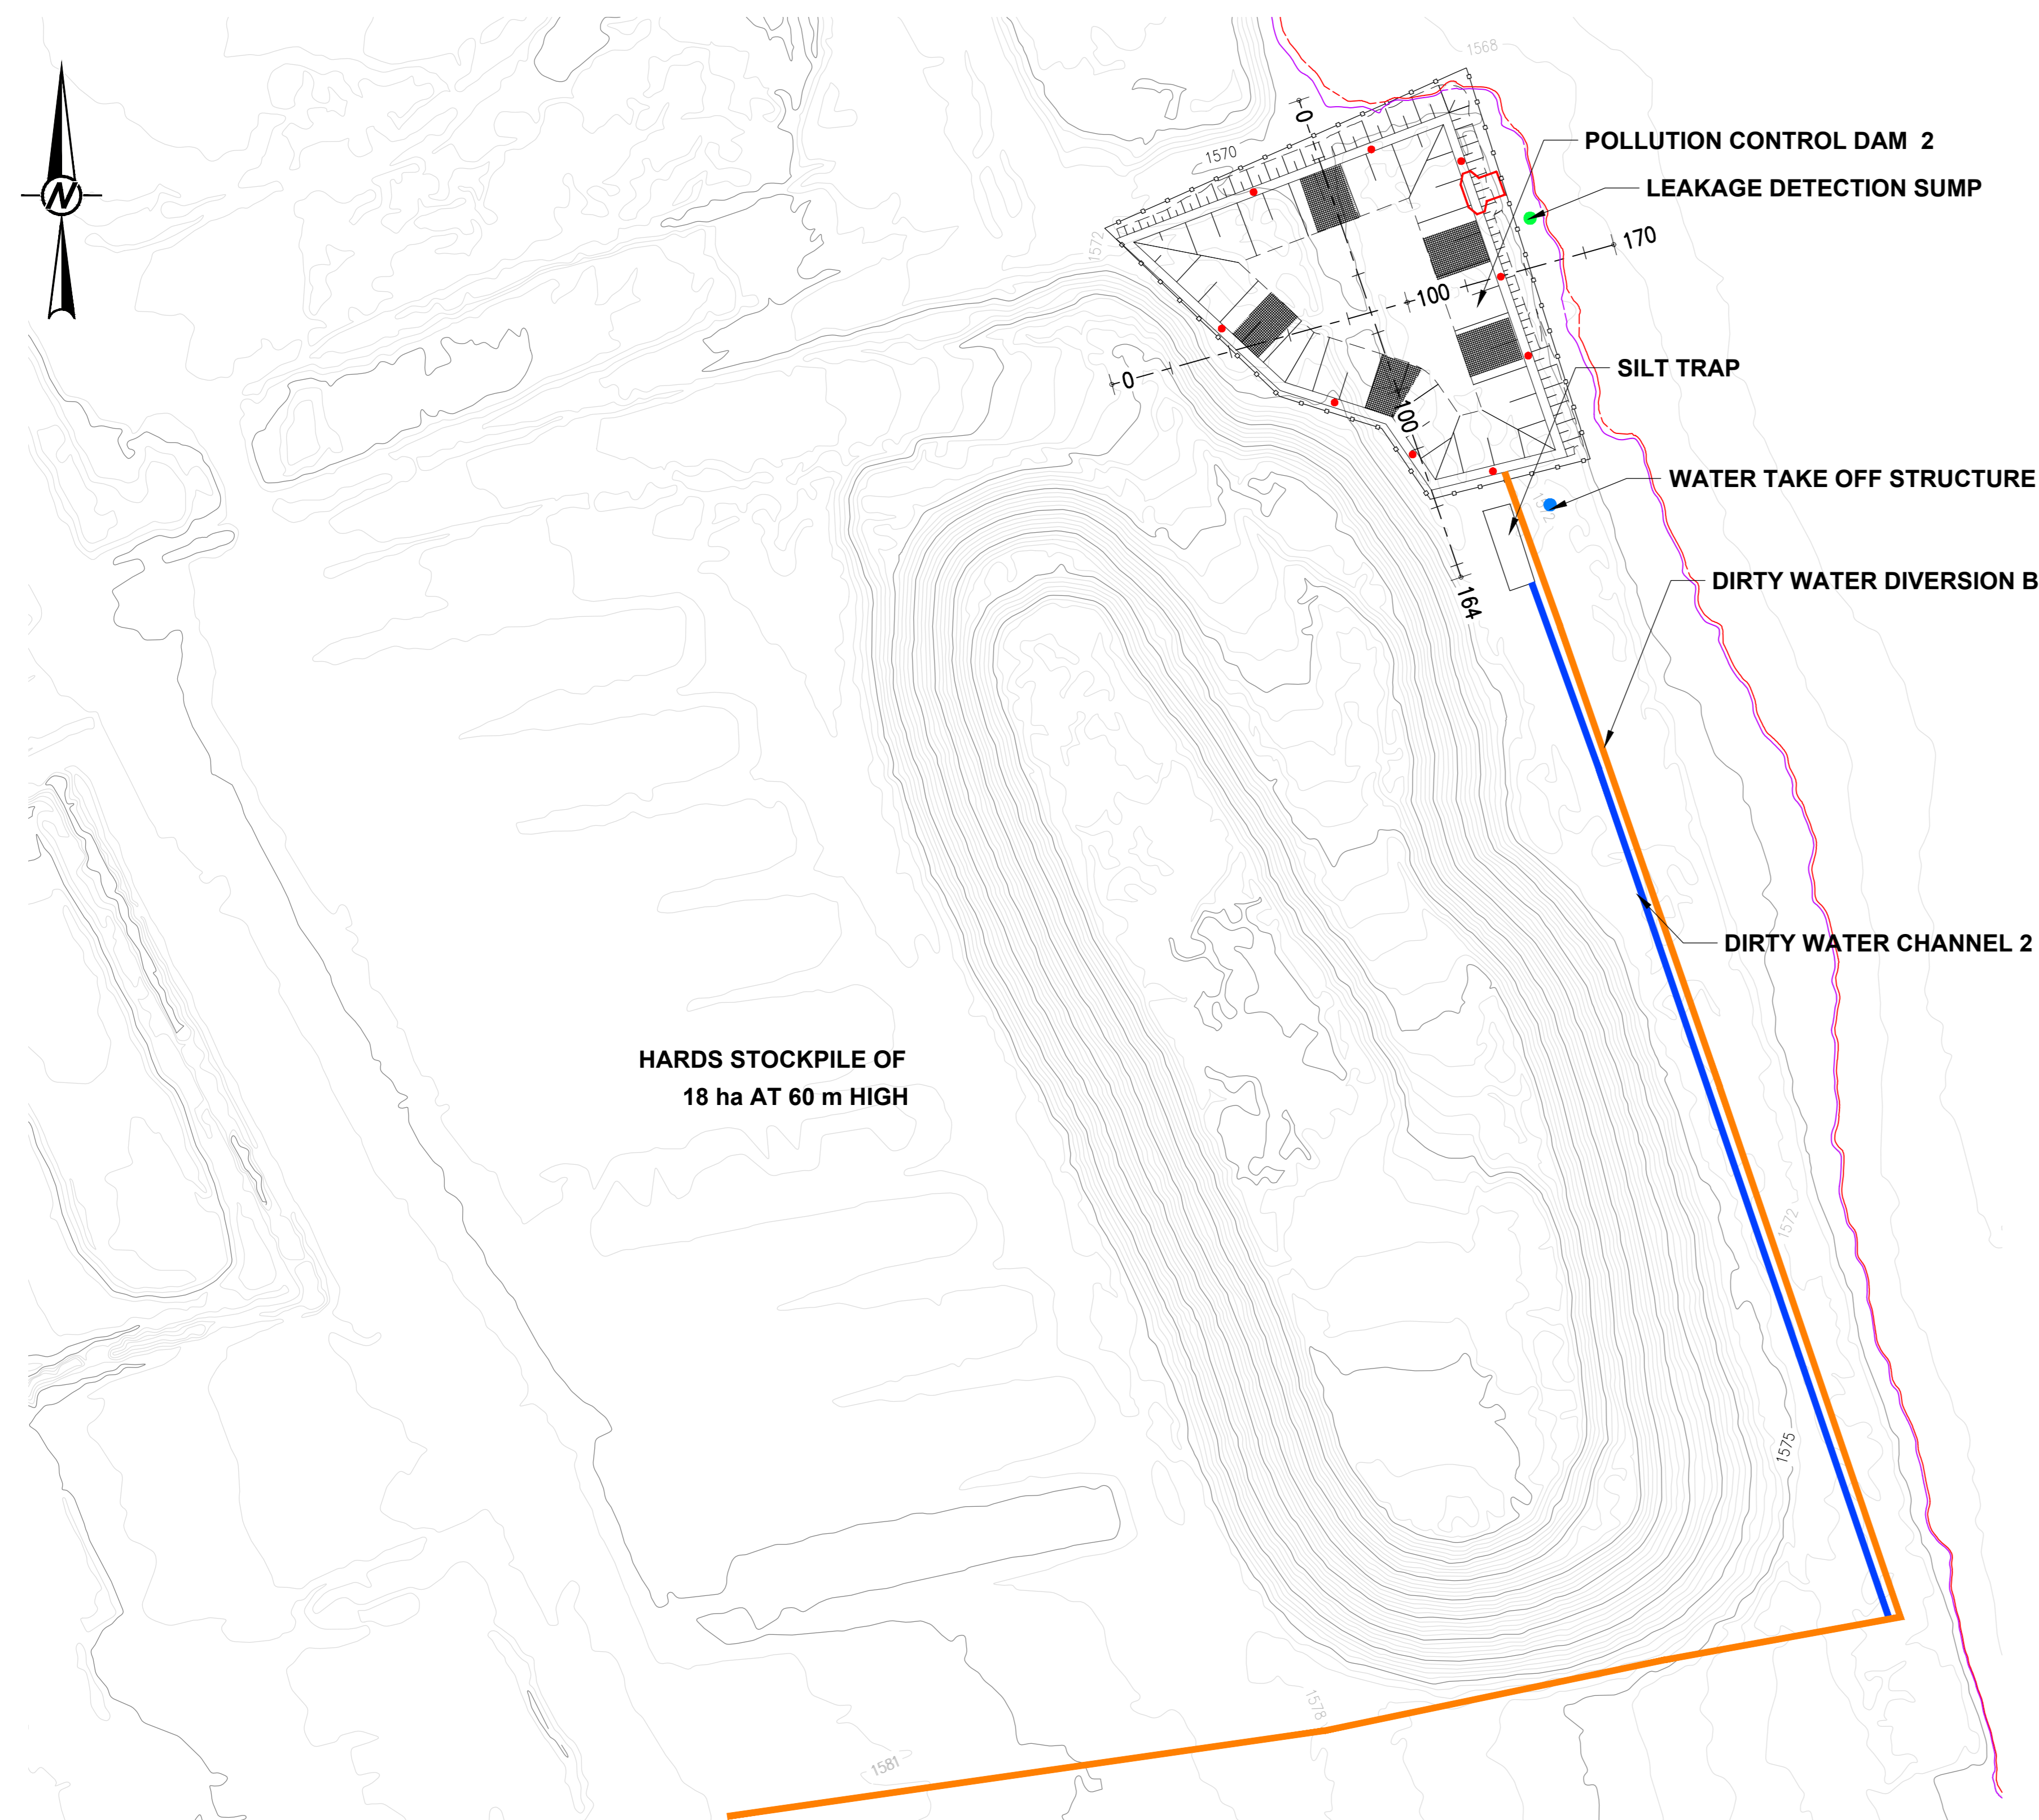 1568
N
0
POLLUTION CONTROL DAM 2
1570
LEAKAGE DETECTION SUMP
1572
170
100
0
SILT TRAP
100
WATER TAKE OFF STRUCTURE
1572
DIRTY WATER DIVERSION B
164
DIRTY WATER CHANNEL 2
HARDS STOCKPILE OF
18 ha AT 60 m HIGH
1572
1575
1578
1581